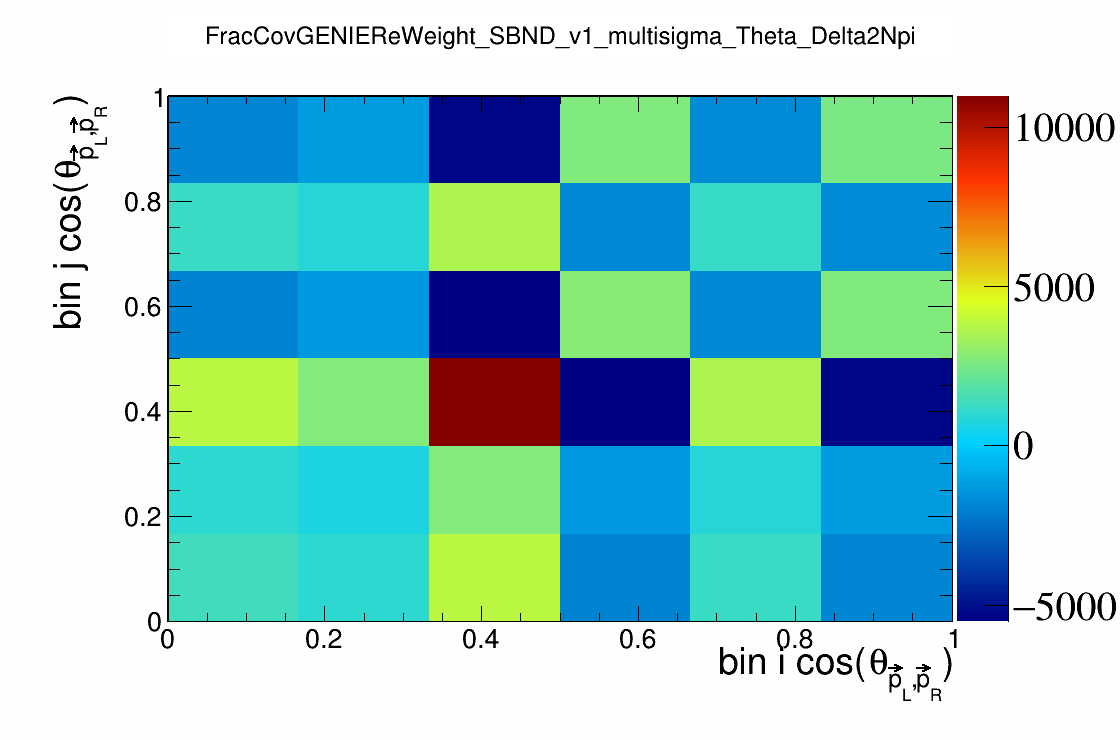 FracCovGENIEReWeight_SBND_v1_multisigma_Theta_Delta2Npi
bin j cos(θp⃗L,p⃗R)
1
0.8
0.6
0.4
0.2
0
0 0.2 0.4 0.6 0.8 1
bin i cos(θp⃗L,p⃗R)
10000
5000
0
−5000